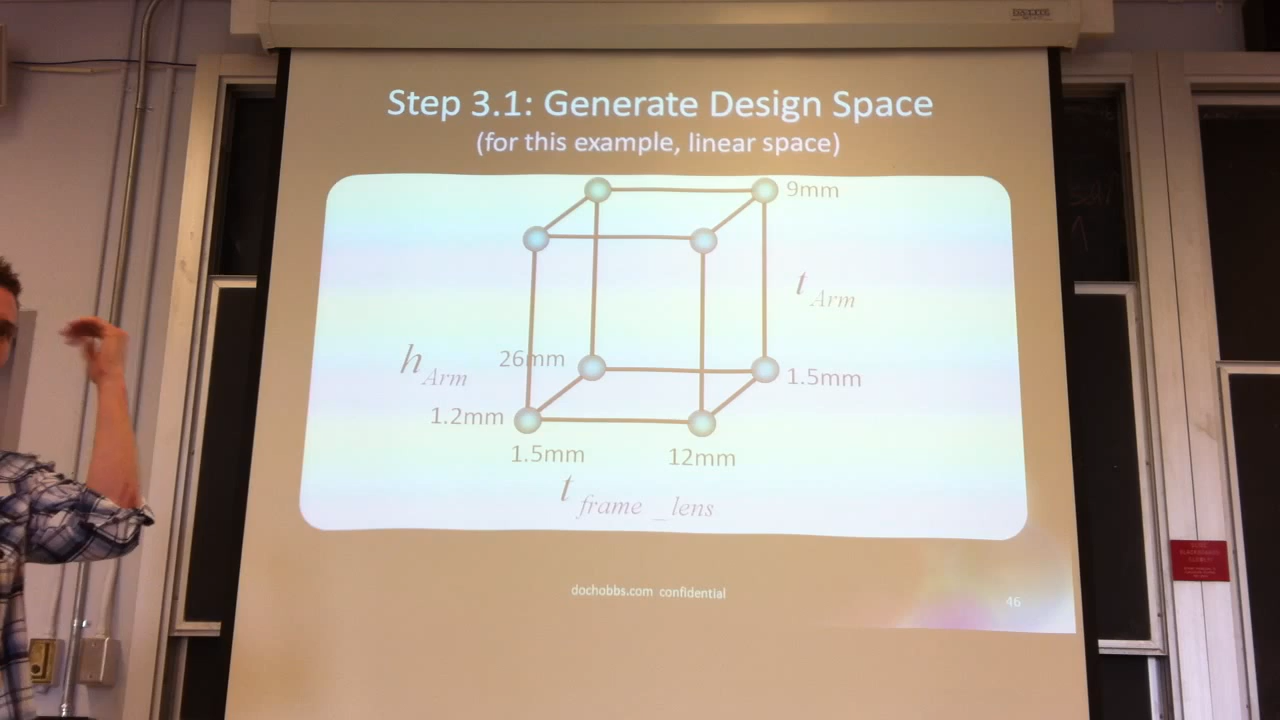 Step 3.1: Generate Design Space
(for this example, linear space)
9mm
t Arm
h Arm
26mm
1.5mm
1.2mm
1.5mm
12mm
t frame _ lens
dochobbs.com confidential
46